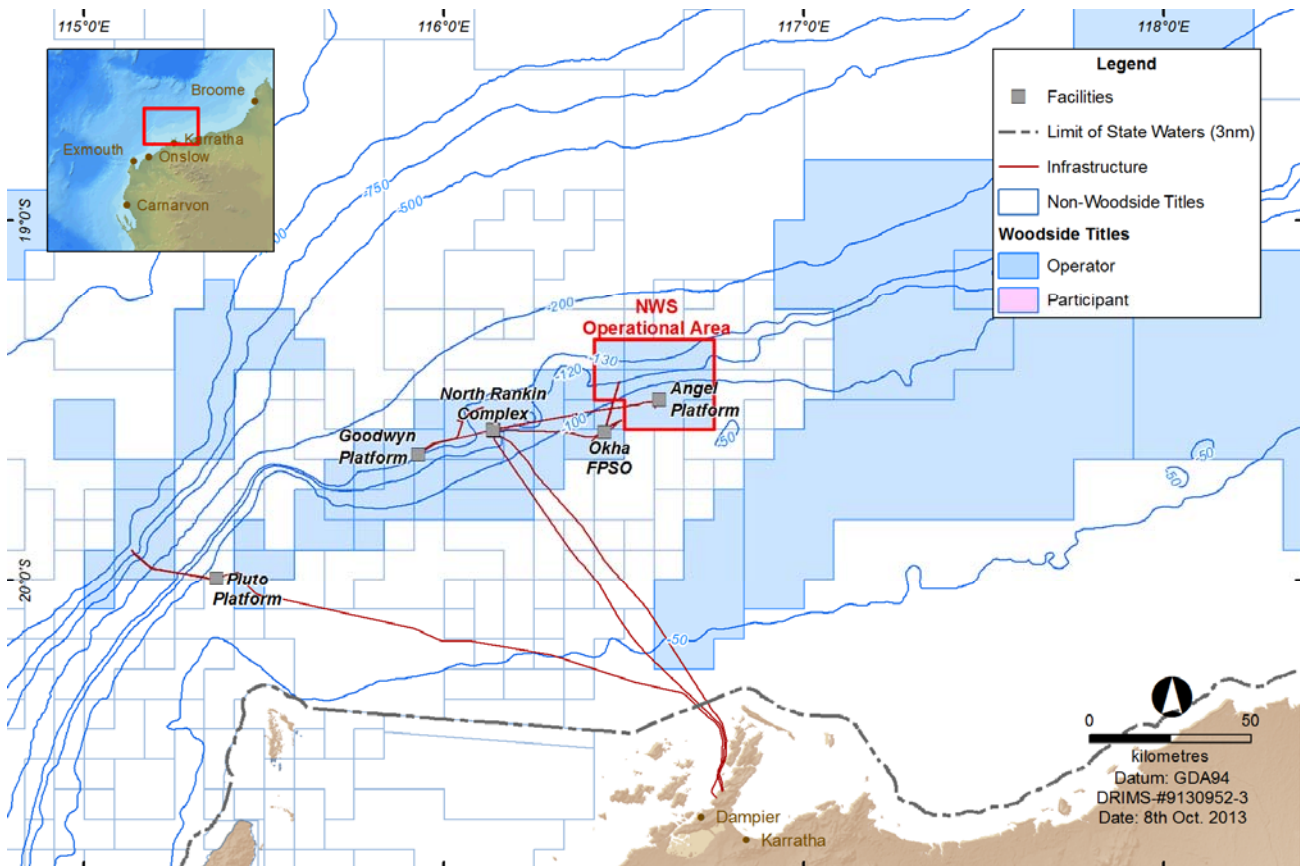 115°0'E
116°0'E
117°0'E
118°0'E
Broome
Karratha
Exmouth
Onslow
Carnarvon
Legend
Facilities
Limit of State Waters (3nm)
Infrastructure
Non-Woodside Titles
Woodside Titles
Operator
Participant
19°0'S
-750
-500
-200
NWS
Operational Area
-130
-120
North Rankin
Complex
Angel
Platform
-100
Goodwyn
Platform
Okha
FPSO
-50
-50
-50
20°0'S
Pluto
Platform
-50
0
50
kilometres
Datum: GDA94
DRIMS-#9130952-3
Date: 8th Oct. 2013
Dampier
Karratha